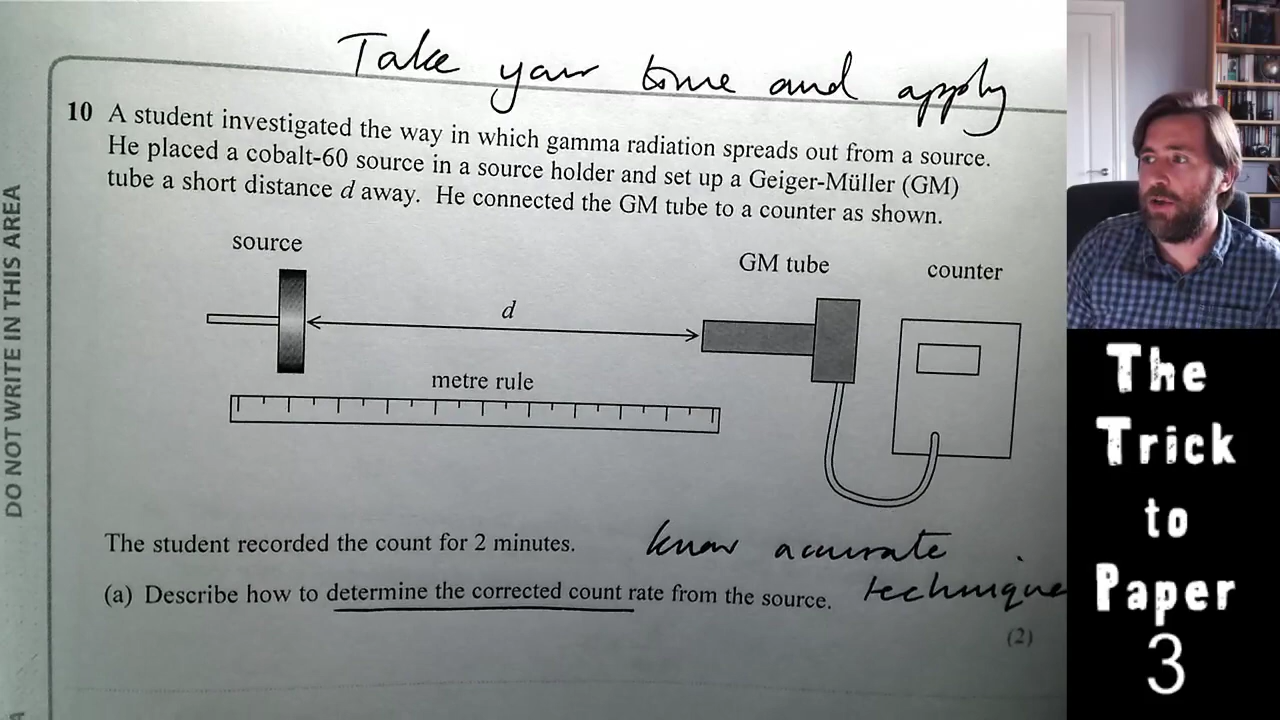 Take your time and apply
10 A student investigated the way in which gamma radiation spreads out from a source.
He placed a cobalt-60 source in a source holder and set up a Geiger-Müller (GM)
tube a short distance d away. He connected the GM tube to a counter as shown.
source
GM tube
counter
d
metre rule
The student recorded the count for 2 minutes.
know accurate
technique
(a) Describe how to determine the corrected count rate from the source.
(2)
DO NOT WRITE IN THIS AREA
The
Trick
to
Paper
3